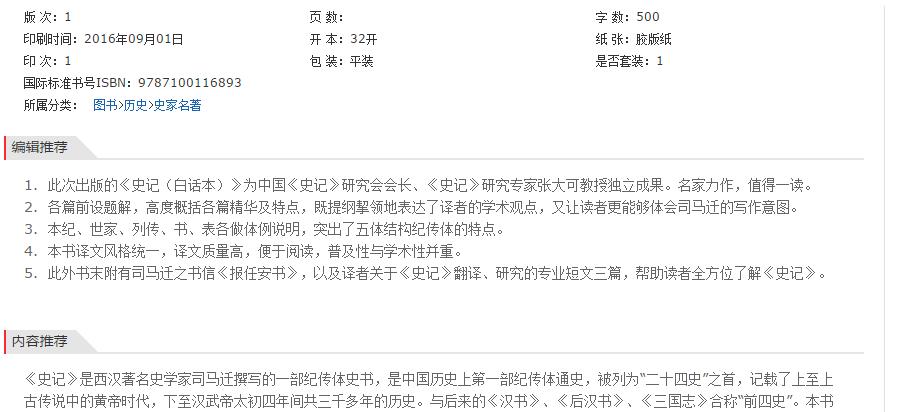 版 次：1 页 数： 字 数：500
印刷时间：2016年09月01日 开 本：32开 纸 张：胶版纸
印 次：1 包 装：平装 是否套装：1
国际标准书号ISBN：9787100116893
所属分类： 图书>历史>史家名著
编辑推荐
1. 此次出版的《史记（白话本）》为中国《史记》研究会会长、《史记》研究专家张大可教授独立成果。名家力作，值得一读。
2. 各篇前设题解，高度概括各篇精华及特点，既提纲挈领地表达了译者的学术观点，又让读者更能够体会司马迁的写作意图。
3. 本纪、世家、列传、书、表各做体例说明，突出了五体结构纪传体的特点。
4. 本书译文风格统一，译文质量高，便于阅读，普及性与学术性并重。
5. 此外书末附有司马迁之书信《报任安书》，以及译者关于《史记》翻译、研究的专业短文三篇，帮助读者全方位了解《史记》。
内容推荐
《史记》是西汉著名史学家司马迁撰写的一部纪传体史书，是中国历史上第一部纪传体通史，被列为“二十四史”之首，记载了上至上
古传说中的黄帝时代，下至汉武帝太初四年间共三千多年的历史。与后来的《汉书》、《后汉书》、《三国志》合称“前四史”。本书